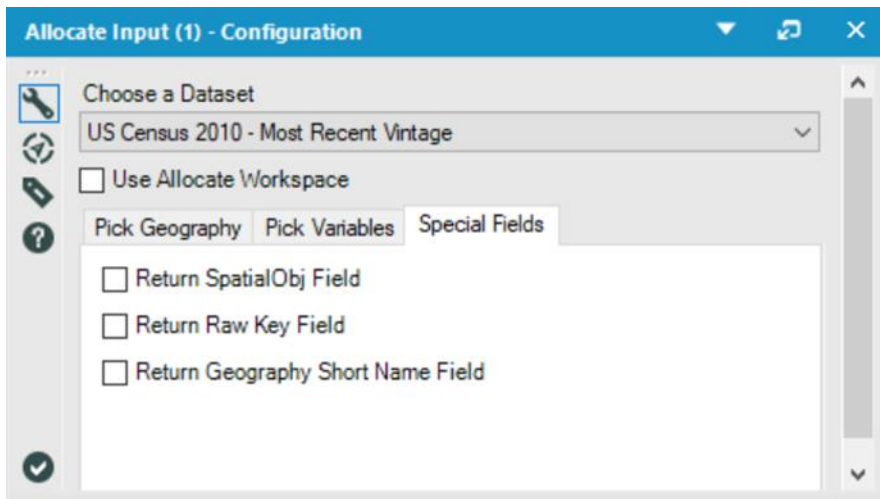 Allocate Input (1) - Configuration
Choose a Dataset
US Census 2010 - Most Recent Vintage
Use Allocate Workspace
Pick Geography Pick Variables Special Fields
Return SpatialObj Field
Return Raw Key Field
Return Geography Short Name Field